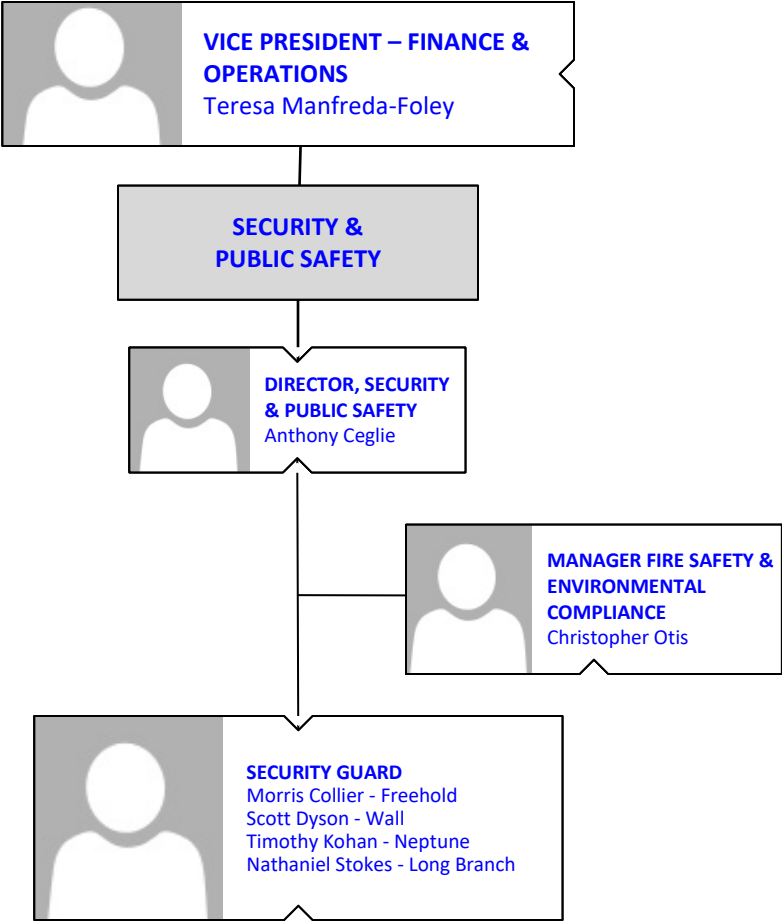 VICE PRESIDENT – FINANCE &
OPERATIONS
Teresa Manfreda-Foley
SECURITY &
PUBLIC SAFETY
DIRECTOR, SECURITY
& PUBLIC SAFETY
Anthony Ceglie
MANAGER FIRE SAFETY &
ENVIRONMENTAL
COMPLIANCE
Christopher Otis
SECURITY GUARD
Morris Collier - Freehold
Scott Dyson - Wall
Timothy Kohan - Neptune
Nathaniel Stokes - Long Branch